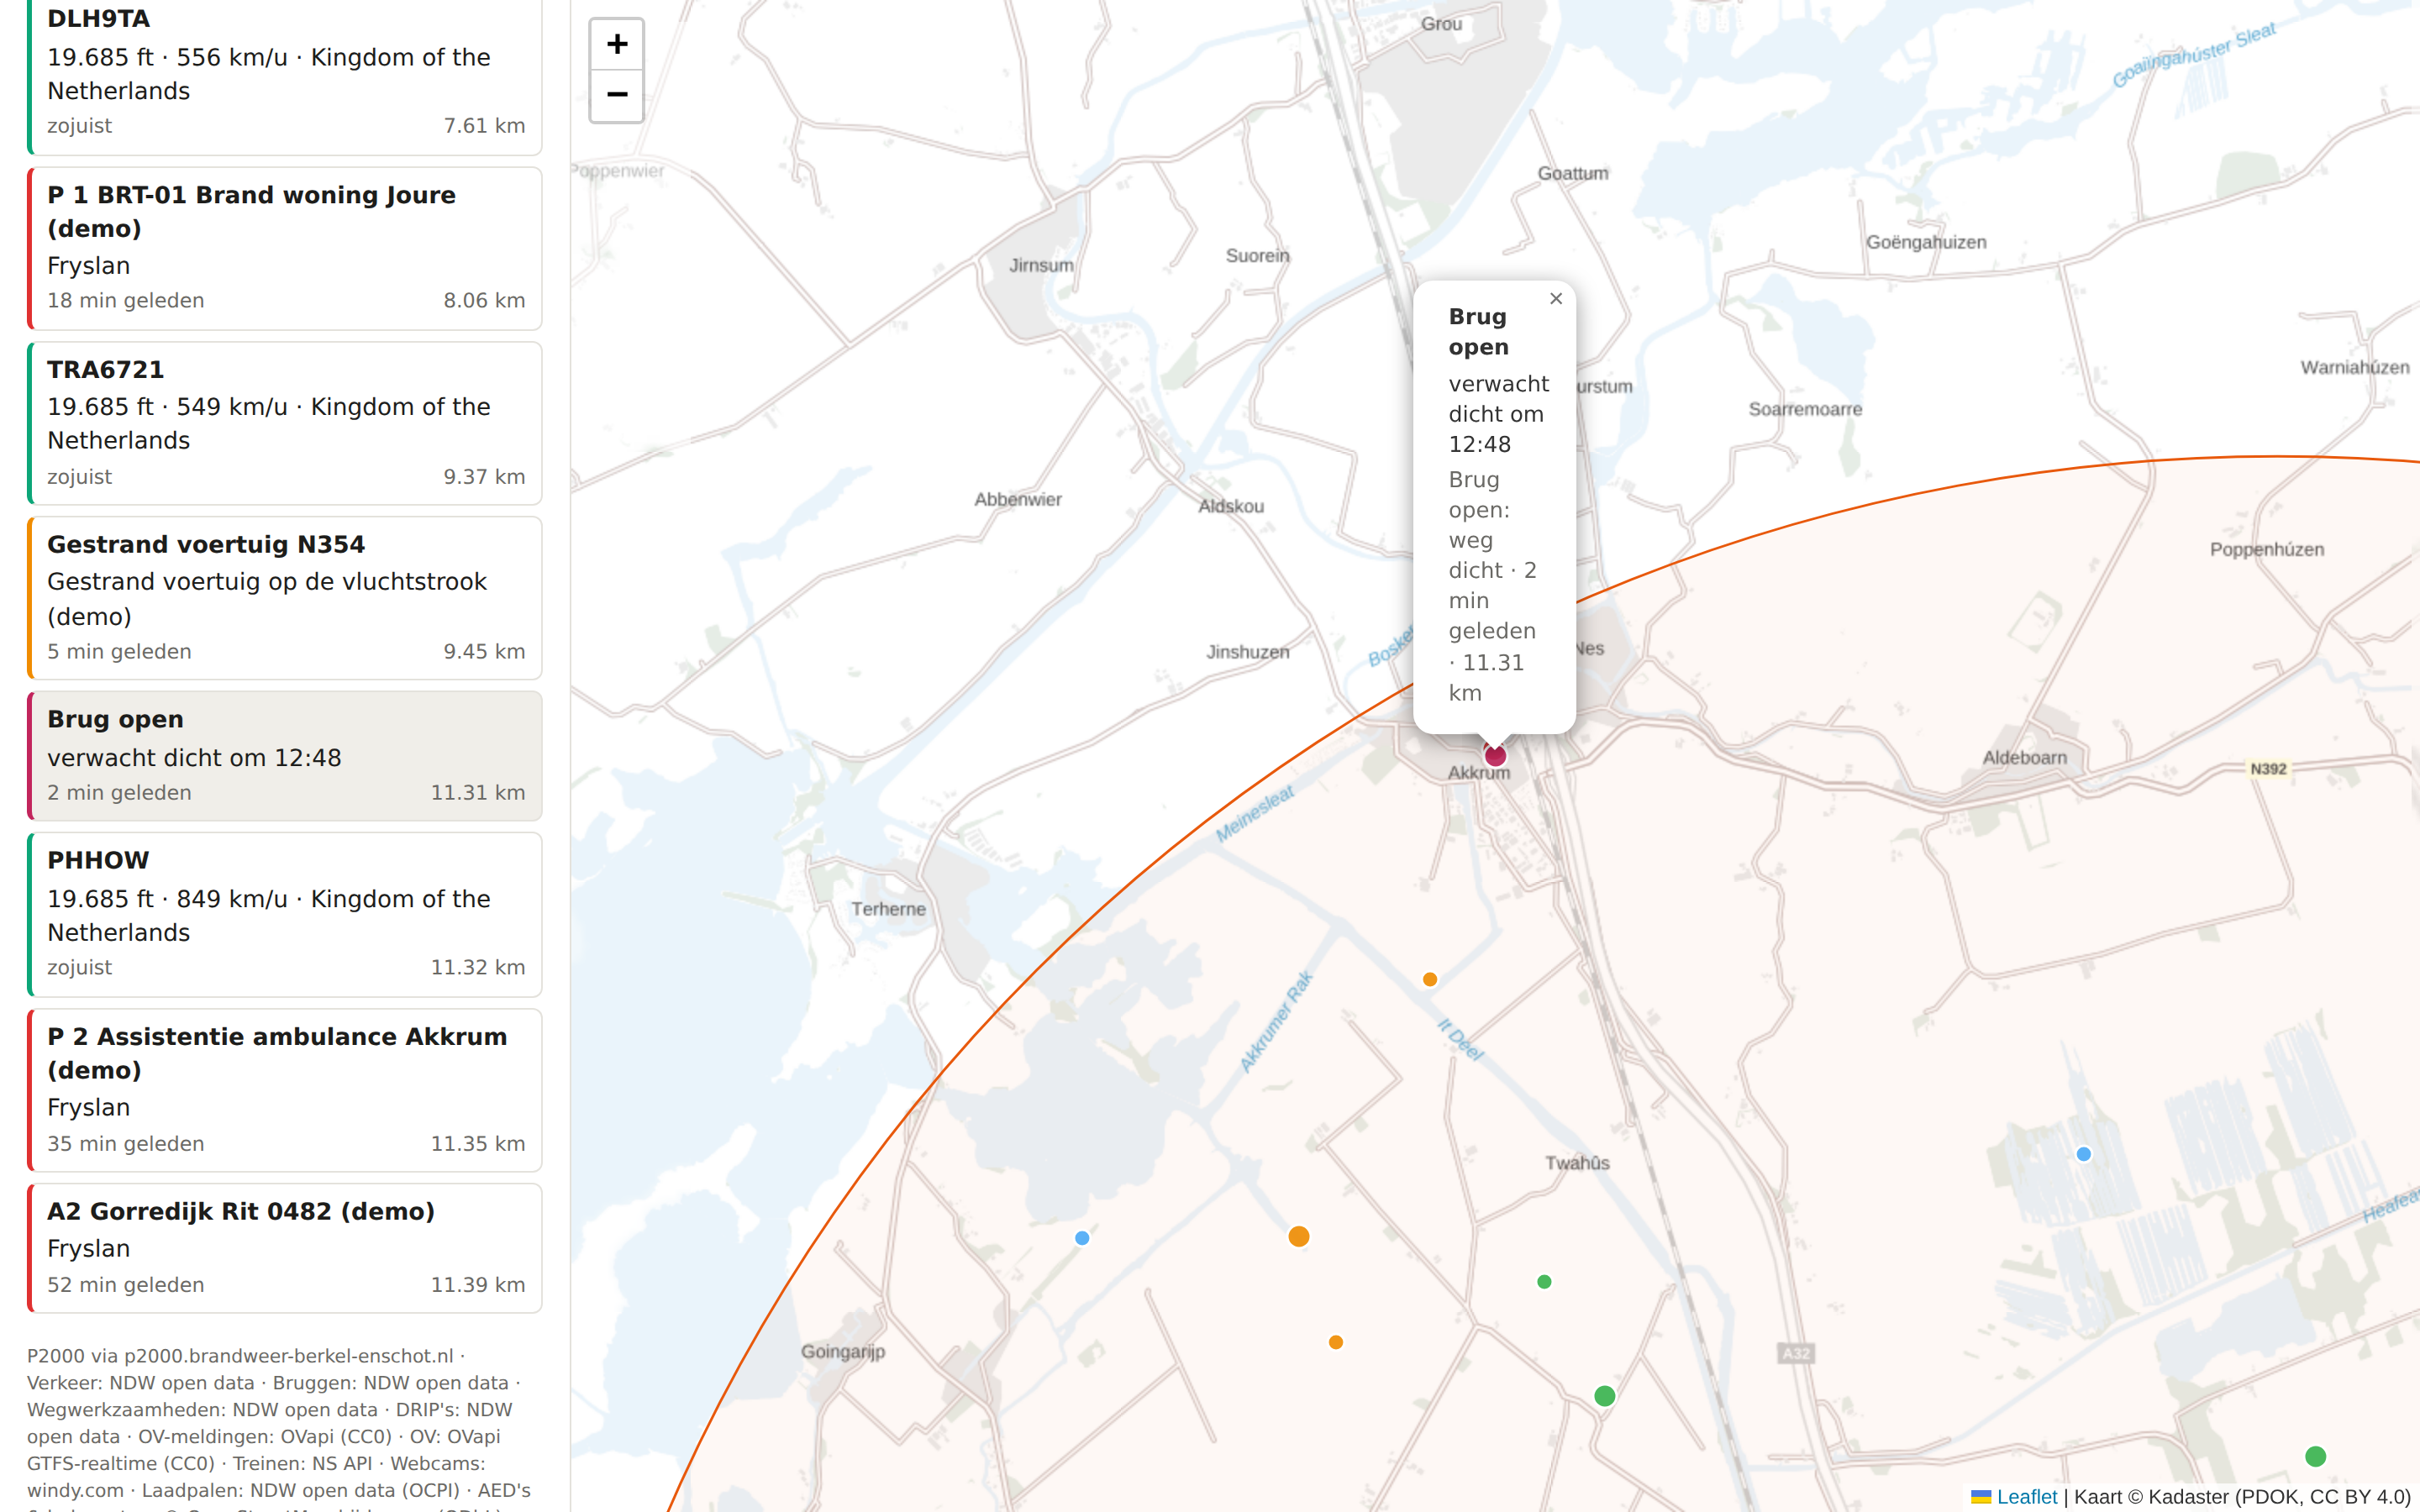 DLH9TA
19.685 ft · 556 km/u · Kingdom of the
Netherlands
zojuist 7.61 km
P 1 BRT-01 Brand woning Joure
(demo)
Fryslan
18 min geleden 8.06 km
TRA6721
19.685 ft · 549 km/u · Kingdom of the
Netherlands
zojuist 9.37 km
Gestrand voertuig N354
Gestrand voertuig op de vluchtstrook
(demo)
5 min geleden 9.45 km
Brug open
verwacht dicht om 12:48
2 min geleden 11.31 km
PHHOW
19.685 ft · 849 km/u · Kingdom of the
Netherlands
zojuist 11.32 km
P 2 Assistentie ambulance Akkrum
(demo)
Fryslan
35 min geleden 11.35 km
A2 Gorredijk Rit 0482 (demo)
Fryslan
52 min geleden 11.39 km
P2000 via p2000.brandweer-berkel-enschot.nl ·
Verkeer: NDW open data · Bruggen: NDW open data ·
Wegwerkzaamheden: NDW open data · DRIP's: NDW
open data · OV-meldingen: OVapi (CC0) · OV: OVapi
GTFS-realtime (CC0) · Treinen: NS API · Webcams:
windy.com · Laadpalen: NDW open data (OCPI) · AED's
+
−
Grou
Goaiïngahúster Sleat
Poppenwier
Goattum
Goëngahuizen
Suorein
Jirnsum
×
Brug
open
verwacht
dicht om
12:48
Brug
open:
weg
dicht · 2
min
geleden
· 11.31
km
Warniahúzen
urstum
Soarremoarre
Abbenwier
Aldskou
Poppenhúzen
Jinshuzen
Bosker
Nes
Aldeboarn
N392
Akkrum
Meinesleat
Terherne
Akkrumer Rak
It Deel
Twahûs
Heafea
Goingarijp
A32
Leaflet | Kaart © Kadaster (PDOK, CC BY 4.0)